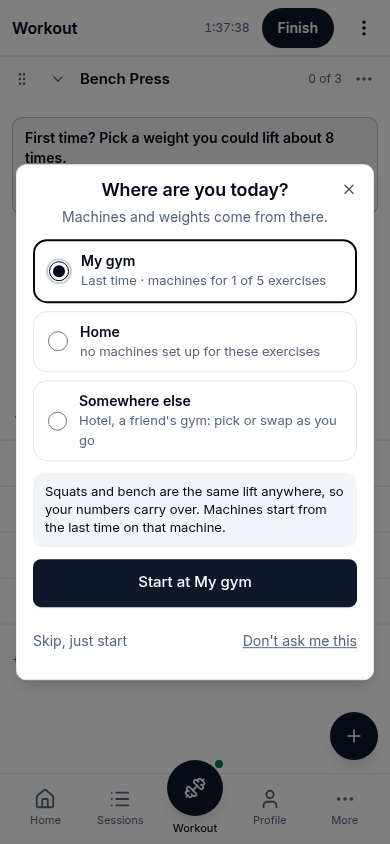 Workout
1:37:38
Finish
Bench Press
0 of 3
First time? Pick a weight you could lift about 8
times.
Where are you today?
Machines and weights come from there.
My gym
Last time · machines for 1 of 5 exercises
Home
no machines set up for these exercises
Somewhere else
Hotel, a friend's gym: pick or swap as you
go
Squats and bench are the same lift anywhere, so
your numbers carry over. Machines start from
the last time on that machine.
Start at My gym
Skip, just start
Don't ask me this
Home
Sessions
Workout
Profile
More